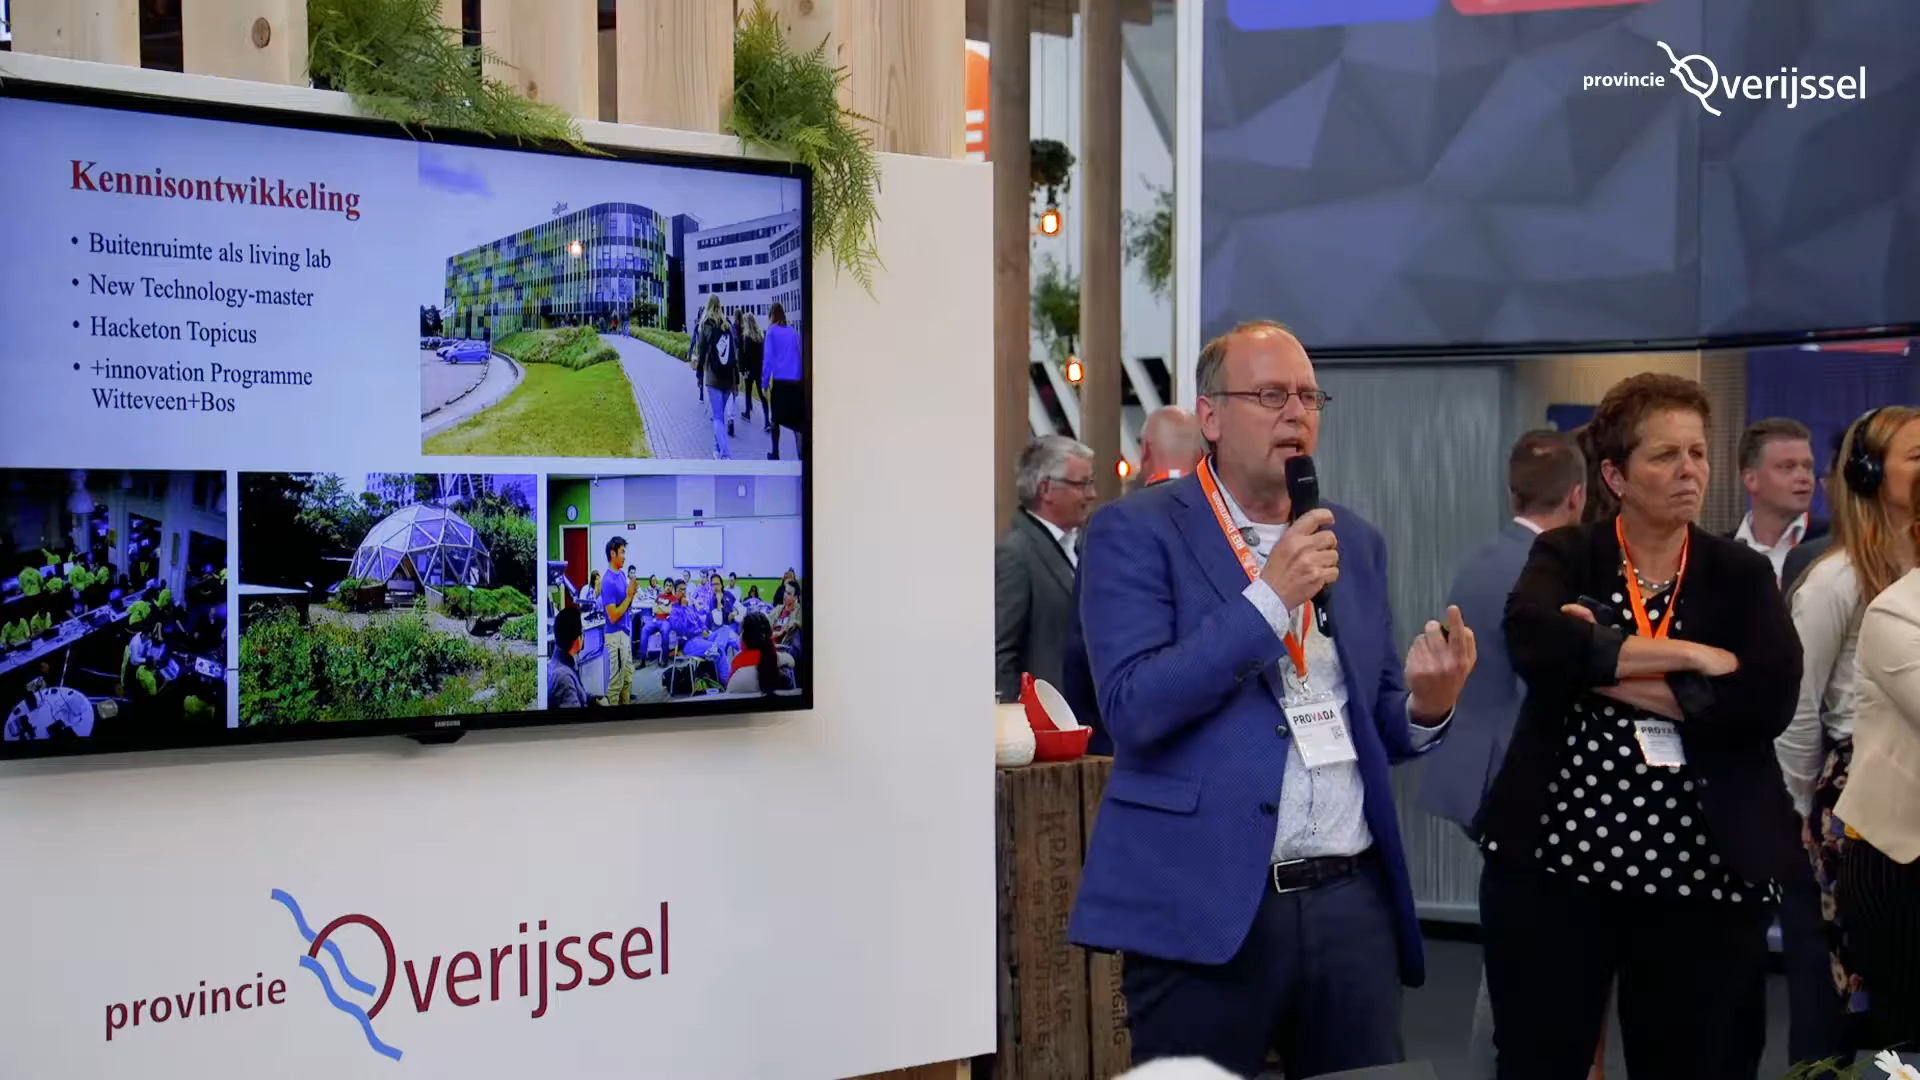 Kennisontwikkeling
• Buitenruimte als living lab
• New Technology-master
• Hacketon Topicus
• +innovation Programme
Witteveen+Bos
SAMSUNG
provincie Overijssel
provincie Overijssel
PROVADA